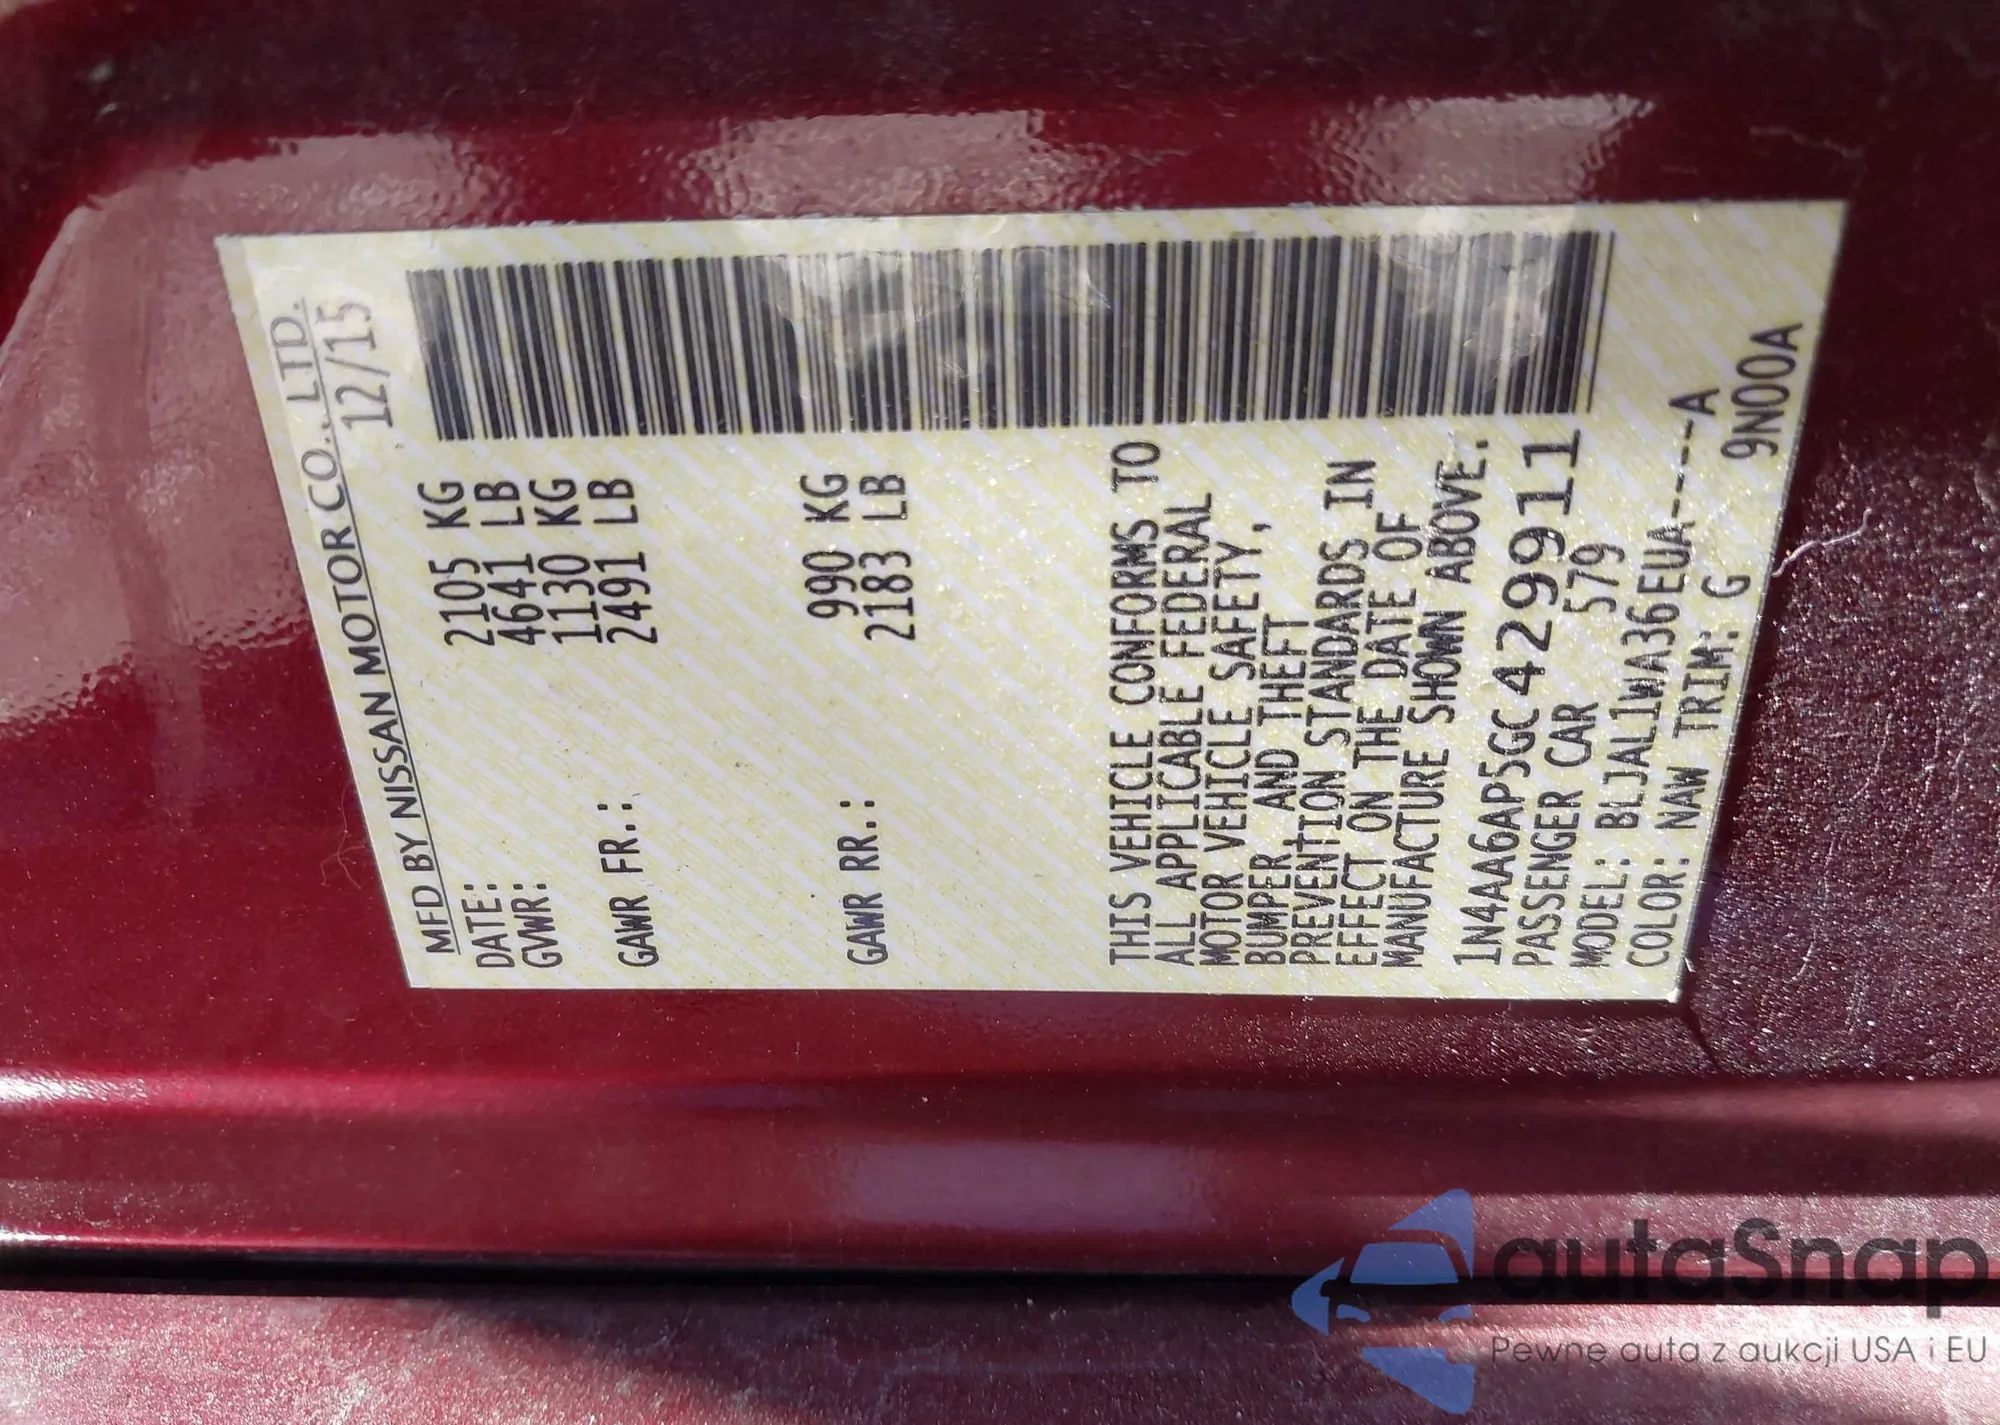 MFD BY NISSAN MOTOR CO., LTD.
DATE: 12/15
GVWR: 2105 KG
4641 LB
GAWR FR.: 1130 KG
2491 LB
GAWR RR.: 990 KG
2183 LB
THIS VEHICLE CONFORMS TO
ALL APPLICABLE FEDERAL
MOTOR VEHICLE SAFETY,
BUMPER, AND THEFT
PREVENTION STANDARDS IN
EFFECT ON THE DATE OF
MANUFACTURE SHOWN ABOVE.
1N4AA6AP5GC429911
PASSENGER CAR 579
MODEL: BLJAL1WA36EUA----A
COLOR: NAW TRIM: G 9N00A
autaSnap
Pewne auta z aukcji USA i EU